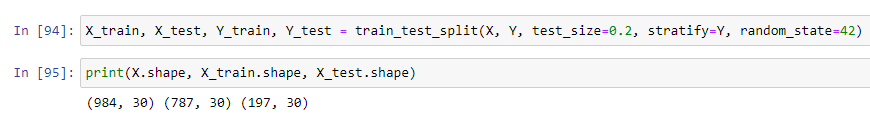 In [94]: X_train, X_test, Y_train, Y_test = train_test_split(X, Y, test_size=0.2, stratify=Y, random_state=42)
In [95]: print(X.shape, X_train.shape, X_test.shape)
(984, 30) (787, 30) (197, 30)